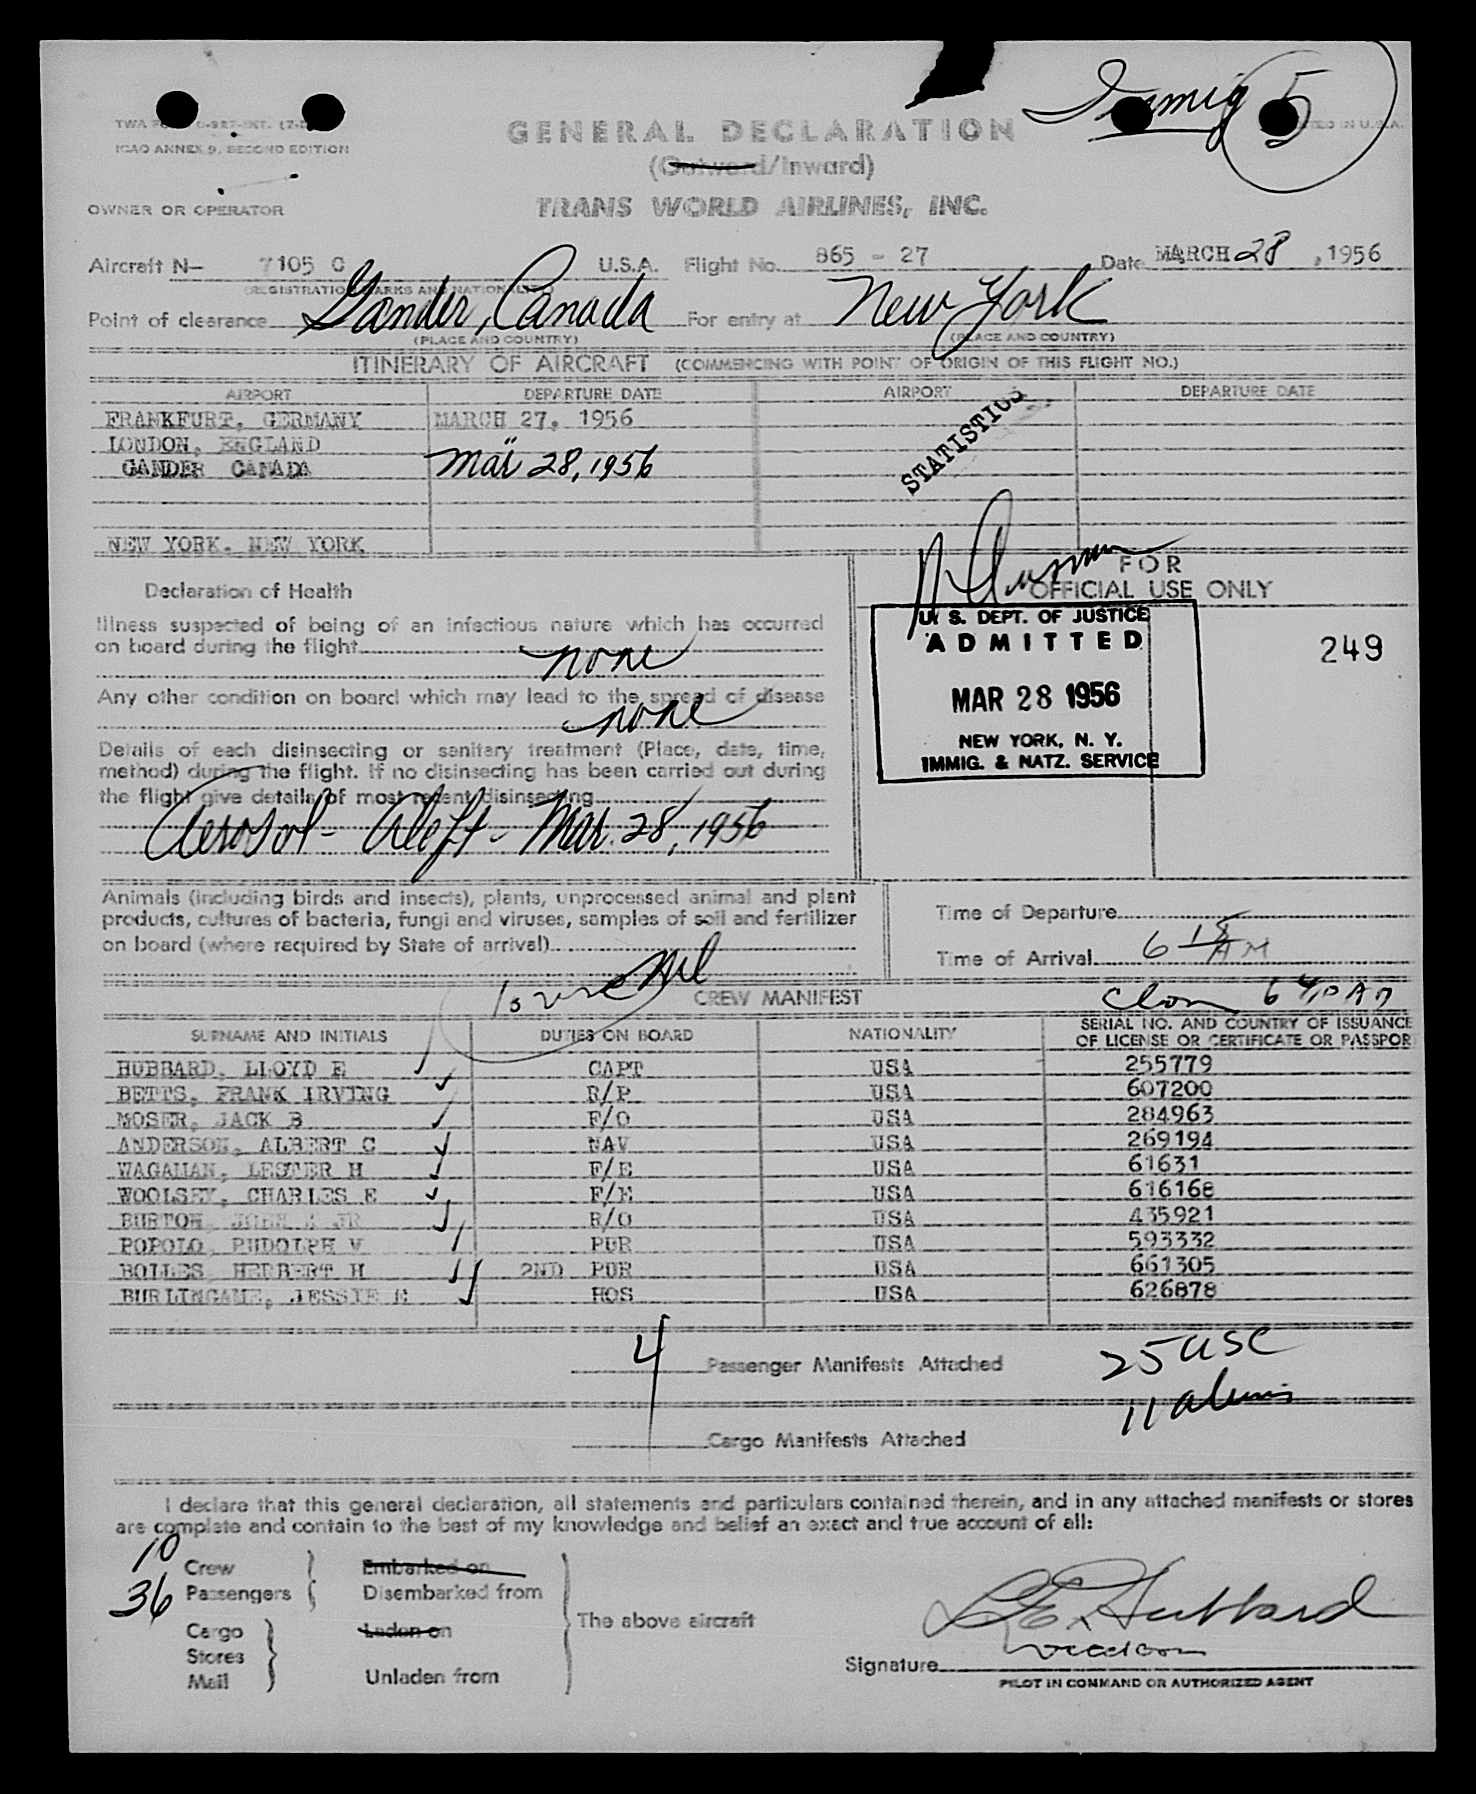 Immig 5
ICAO ANNEX 9, SECOND EDITION
GENERAL DECLARATION
(Outward/Inward)
OWNER OR OPERATOR
TRANS WORLD AIRLINES, INC.
Aircraft N— 7105 C U.S.A. Flight No. 865 - 27 Date MARCH 28, 1956
(REGISTRATION MARKS AND NATIONALITY)
Point of clearance Gander, Canada For entry at New York
(PLACE AND COUNTRY) (PLACE AND COUNTRY)
ITINERARY OF AIRCRAFT (COMMENCING WITH POINT OF ORIGIN OF THIS FLIGHT NO.)
AIRPORT DEPARTURE DATE AIRPORT DEPARTURE DATE
FRANKFURT, GERMANY MARCH 27, 1956
LONDON, ENGLAND
GANDER CANADA Mar 28, 1956
STATISTICS
NEW YORK. NEW YORK
Declaration of Health
Illness suspected of being of an infectious nature which has occurred
on board during the flight none
Any other condition on board which may lead to the spread of disease
none
Details of each disinsecting or sanitary treatment (Place, date, time,
method) during the flight. If no disinsecting has been carried out during
the flight give details of most recent disinsecting
Aerosol - Aloft - Mar. 28, 1956
FOR
OFFICIAL USE ONLY
U. S. DEPT. OF JUSTICE
ADMITTED
MAR 28 1956
NEW YORK, N. Y.
IMMIG. & NATZ. SERVICE
249
Animals (including birds and insects), plants, unprocessed animal and plant
products, cultures of bacteria, fungi and viruses, samples of soil and fertilizer
on board (where required by State of arrival) Nil
Time of Departure
Time of Arrival 6 18 AM
CREW MANIFEST
SURNAME AND INITIALS DUTIES ON BOARD NATIONALITY SERIAL NO. AND COUNTRY OF ISSUANCE
OF LICENSE OR CERTIFICATE OR PASSPOR
HUBBARD, LLOYD E CAPT USA 255779
BETTS, FRANK IRVING R/P USA 607200
MOSER, JACK B F/O USA 284963
ANDERSON, ALBERT C NAV USA 269194
WAGAMAN, LESTER H F/E USA 61631
WOOLSEY, CHARLES E F/E USA 616168
BURTON, JR R/O USA 435921
POPOLO, RUDOLPH V PUR USA 593332
BOLLES, HERBERT H 2ND PUR USA 661305
BURLINGAME, JESSIE E HOS USA 626878
4 Passenger Manifests Attached
25 USC
11 aliens
Cargo Manifests Attached
I declare that this general declaration, all statements and particulars contained therein, and in any attached manifests or stores
are complete and contain to the best of my knowledge and belief an exact and true account of all:
10 Crew Embarked on
36 Passengers Disembarked from
The above aircraft
Cargo Laden on
Stores
Mail Unladen from
L E Hubbard
Signature
PILOT IN COMMAND OR AUTHORIZED AGENT